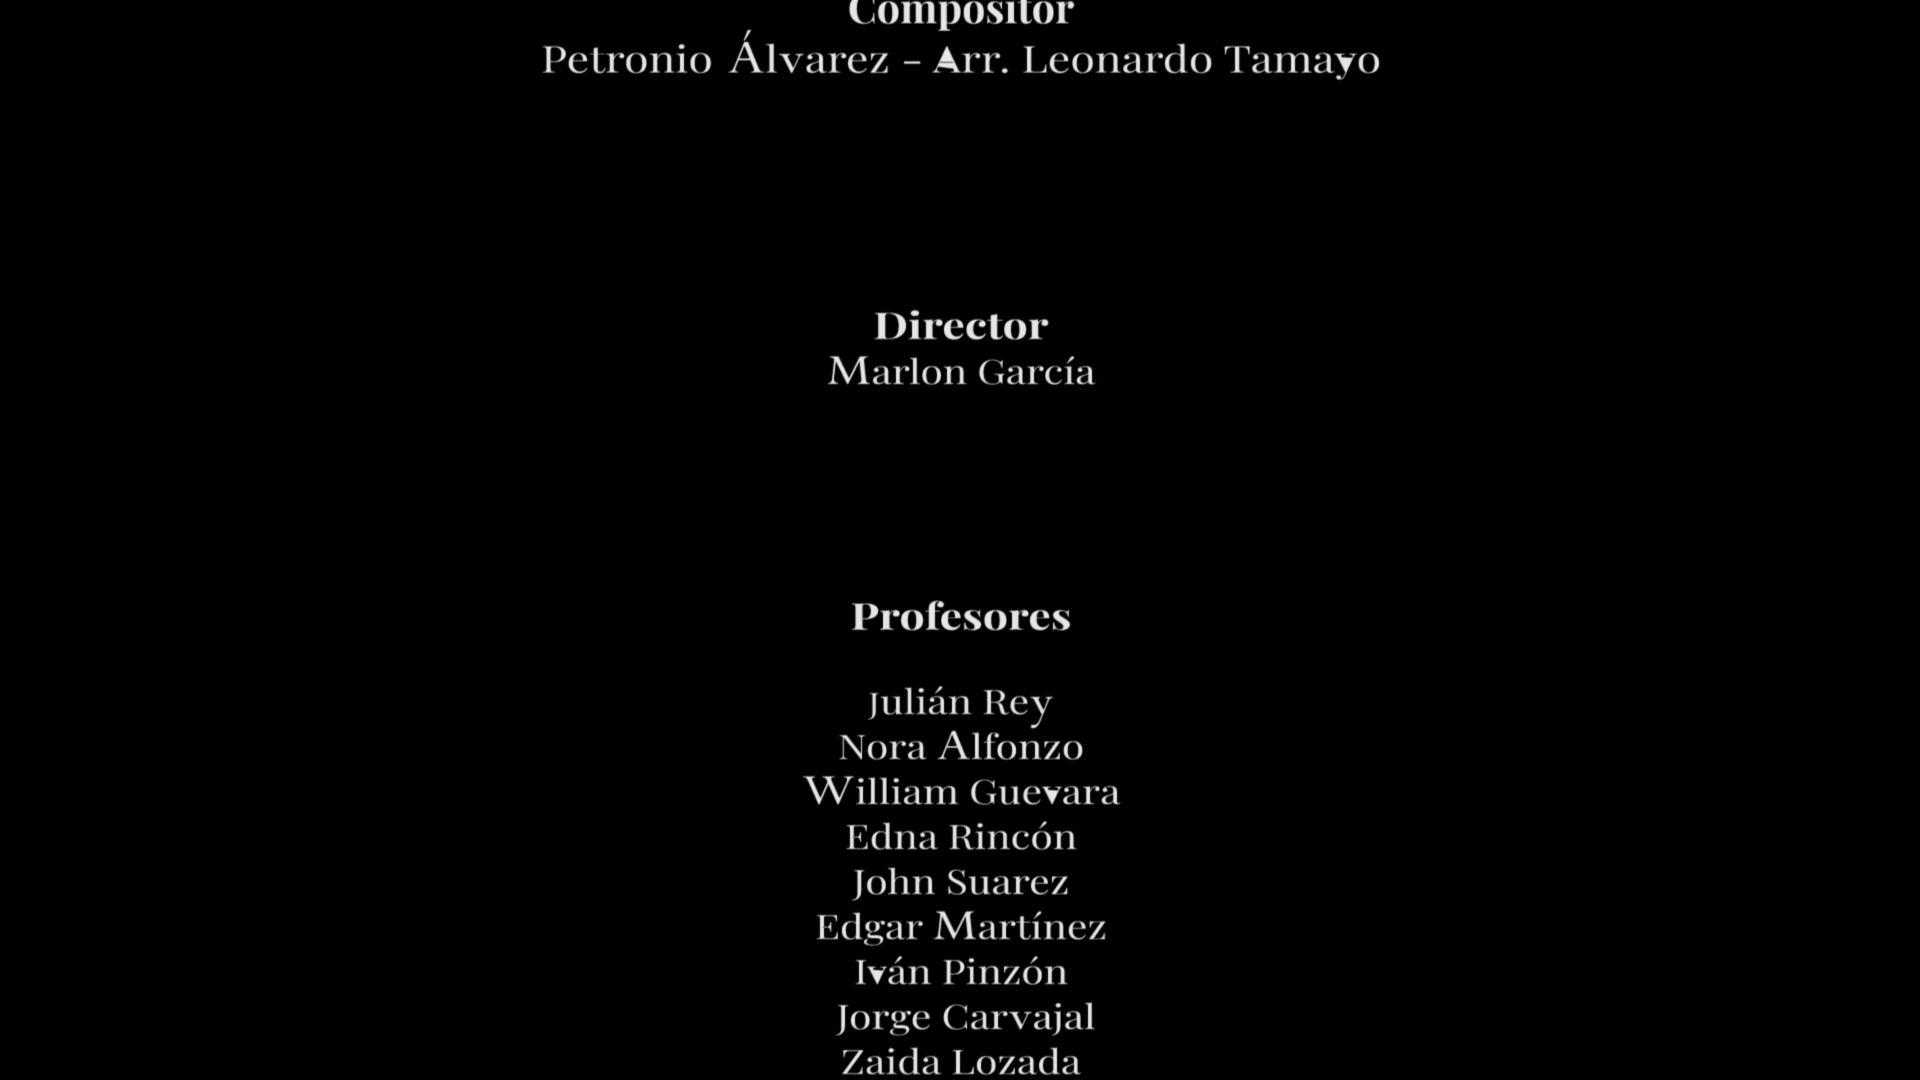 Compositor
Petronio Álvarez - Arr. Leonardo Tamayo
Director
Marlon García
Profesores
Julián Rey
Nora Alfonzo
William Guevara
Edna Rincón
John Suarez
Edgar Martínez
Iván Pinzón
Jorge Carvajal
Zaida Lozada